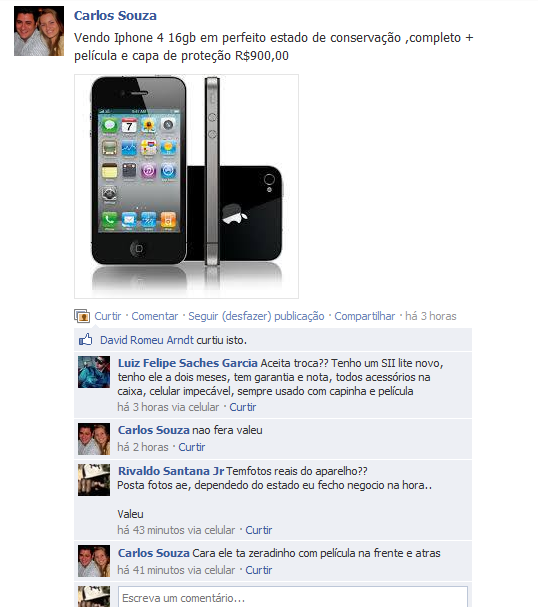 Carlos Souza
Vendo Iphone 4 16gb em perfeito estado de conservação ,completo +
película e capa de proteção R$900,00
Curtir · Comentar · Seguir (desfazer) publicação · Compartilhar · há 3 horas
David Romeu Arndt curtiu isto.
Luiz Felipe Saches Garcia Aceita troca?? Tenho um SII lite novo,
tenho ele a dois meses, tem garantia e nota, todos acessórios na
caixa, celular impecável, sempre usado com capinha e película
há 3 horas via celular · Curtir
Carlos Souza nao fera valeu
há 2 horas · Curtir
Rivaldo Santana Jr Temfotos reais do aparelho??
Posta fotos ae, dependedo do estado eu fecho negocio na hora..
Valeu
há 43 minutos via celular · Curtir
Carlos Souza Cara ele ta zeradinho com película na frente e atras
há 41 minutos via celular · Curtir
Escreva um comentário...